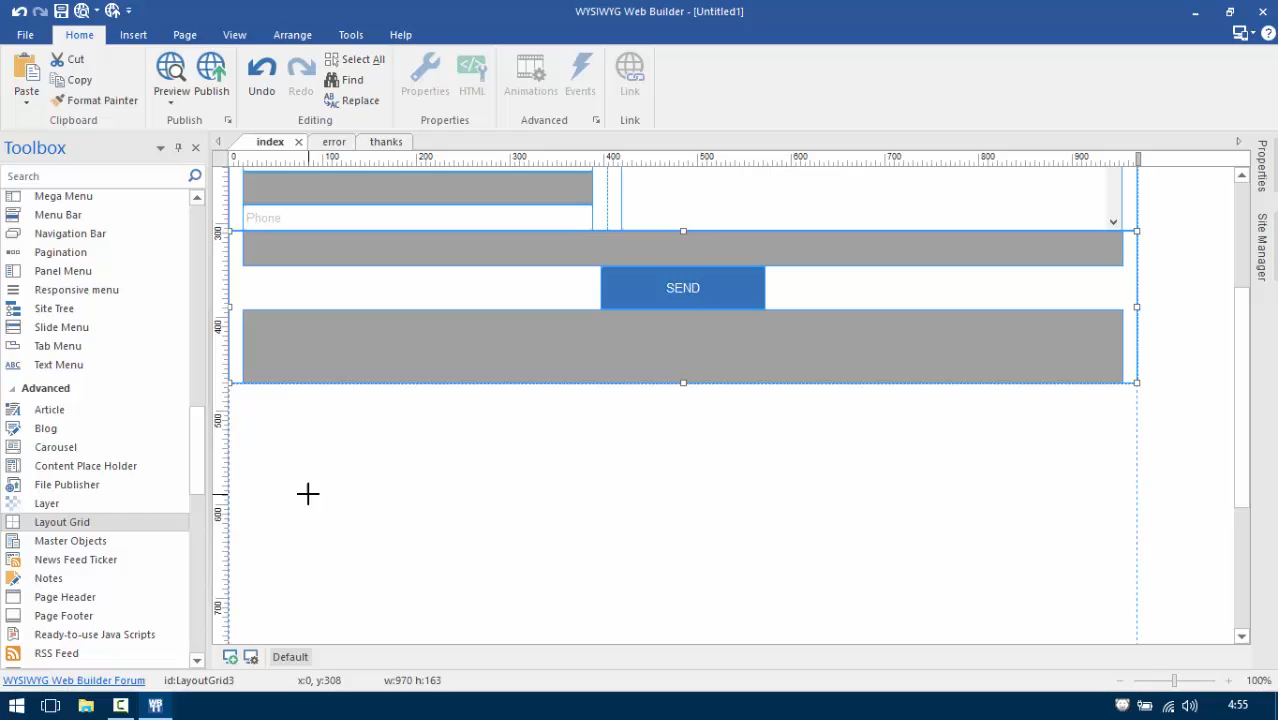 WYSIWYG Web Builder - [Untitled1]
File Home Insert Page View Arrange Tools Help
Paste
Cut
Copy
Format Painter
Clipboard
Preview
Publish
Publish
Undo
Redo
Select All
Find
Replace
Editing
Properties
HTML
Properties
Animations
Events
Advanced
Link
Link
Toolbox
Search
Mega Menu
Menu Bar
Navigation Bar
Pagination
Panel Menu
Responsive menu
Site Tree
Slide Menu
Tab Menu
ABC Text Menu
Advanced
Article
Blog
Carousel
Content Place Holder
File Publisher
Layer
Layout Grid
Master Objects
News Feed Ticker
Notes
Page Header
Page Footer
Ready-to-use Java Scripts
RSS Feed
index error thanks
0 100 200 300 400 500 600 700 800 900
300
400
500
600
700
Phone
SEND
Default
Properties
Site Manager
WYSIWYG Web Builder Forum id:LayoutGrid3 x:0, y:308 w:970 h:163 100%
WB 4:55